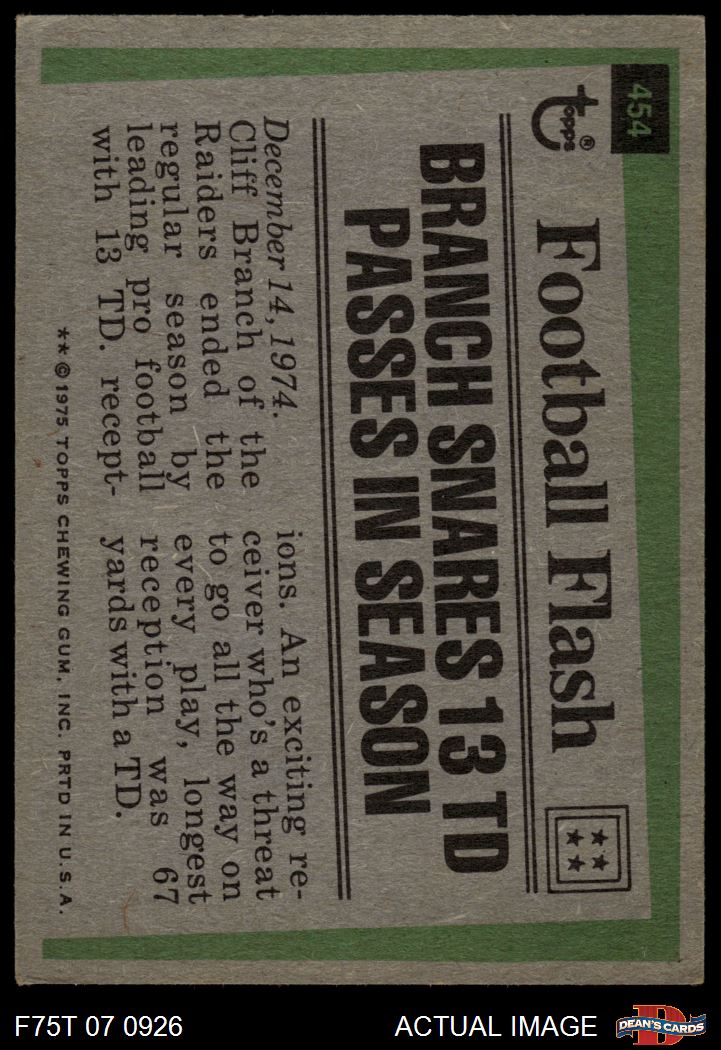 454
topps®
Football Flash
BRANCH SNARES 13 TD
PASSES IN SEASON
December 14, 1974.
Cliff Branch of the
Raiders ended the
regular season by
leading pro football
with 13 TD. recept-
ions. An exciting re-
ceiver who's a threat
to go all the way on
every play, longest
reception was 67
yards with a TD.
**©1975 TOPPS CHEWING GUM, INC. PRTD IN U.S.A.
F75T 07 0926
ACTUAL IMAGE
D
DEAN'S CARDS